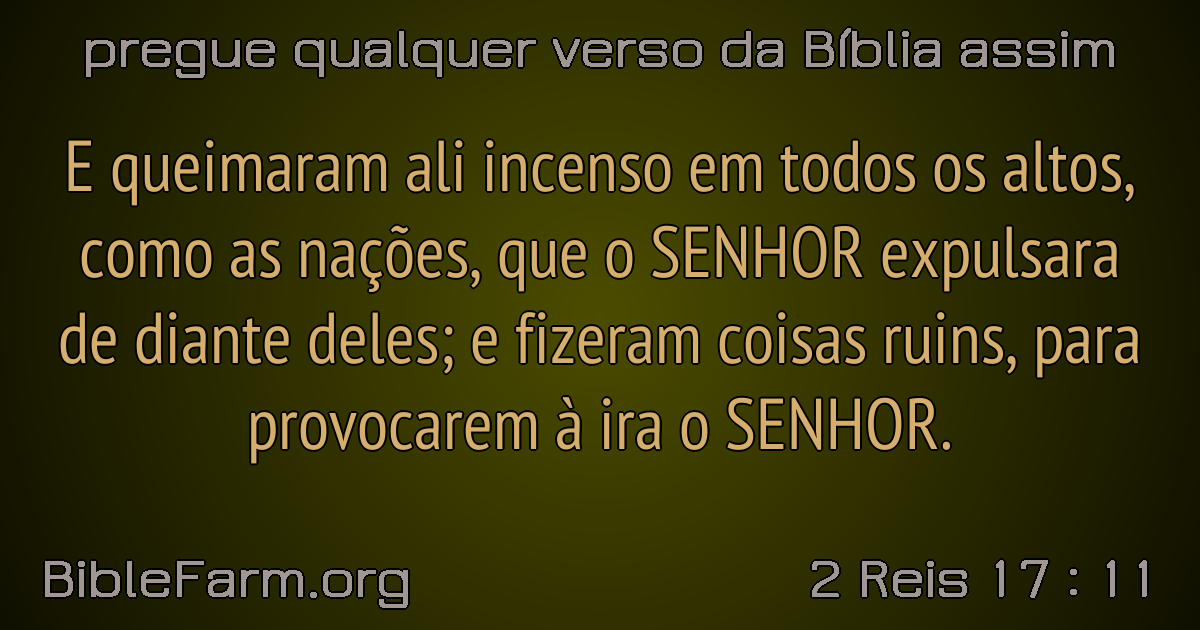 pregue qualquer verso da Bíblia assim
E queimaram ali incenso em todos os altos,
como as nações, que o SENHOR expulsara
de diante deles; e fizeram coisas ruins, para
provocarem à ira o SENHOR.
BibleFarm.org
2 Reis 17 : 11